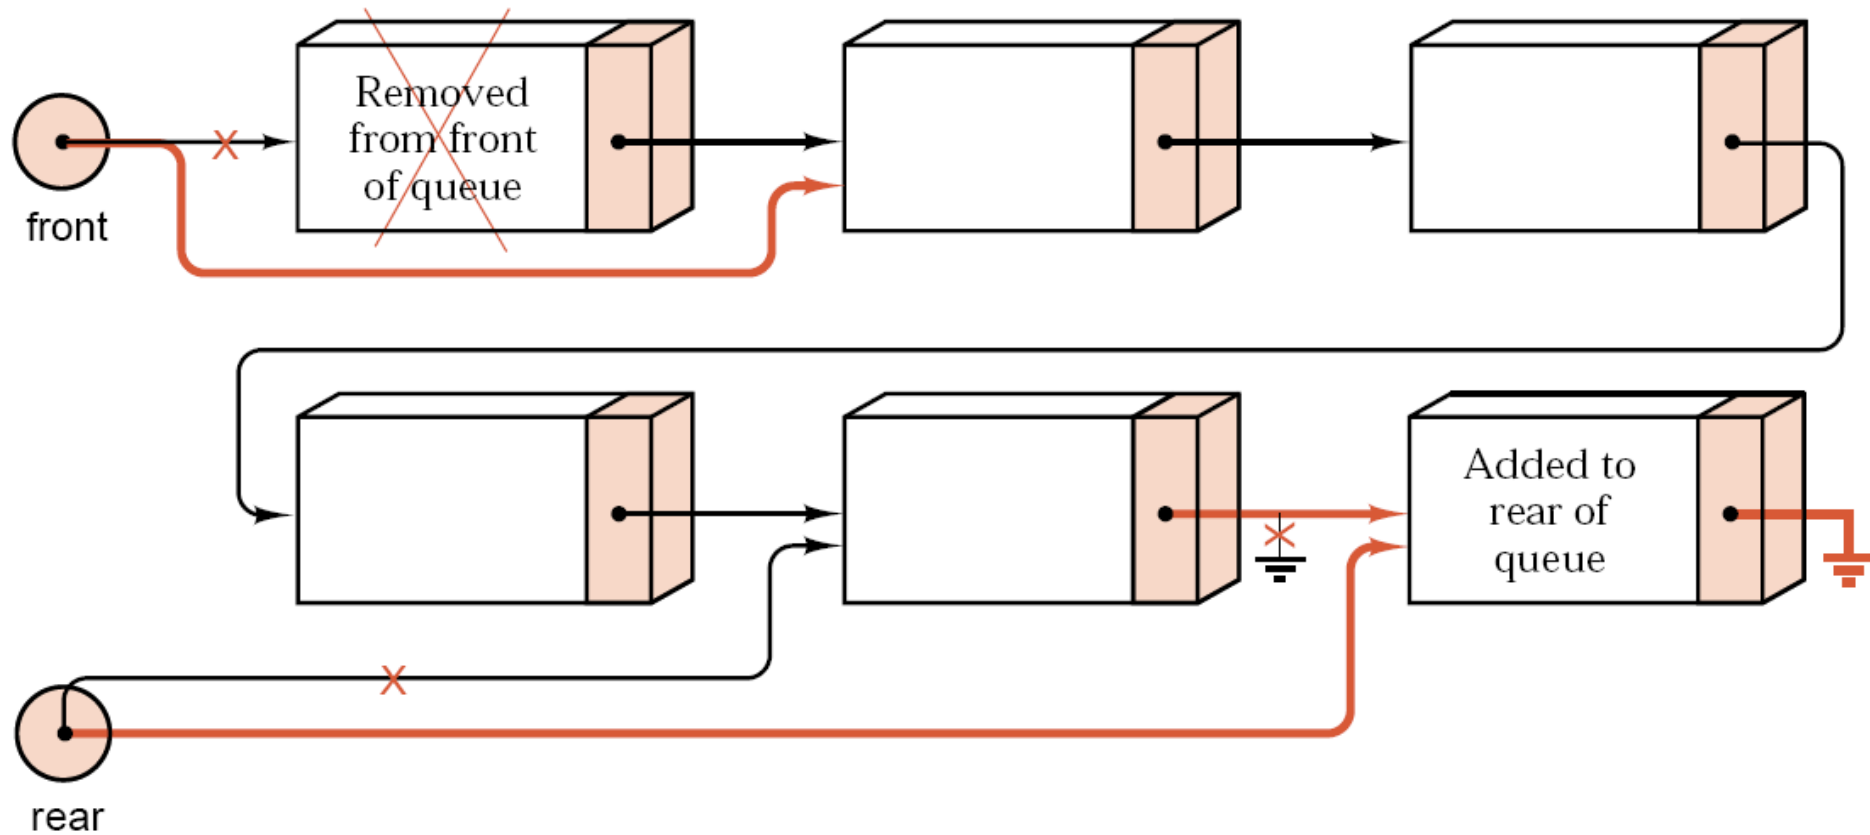 Removed
from front
of queue
front
Added to
rear of
queue
rear